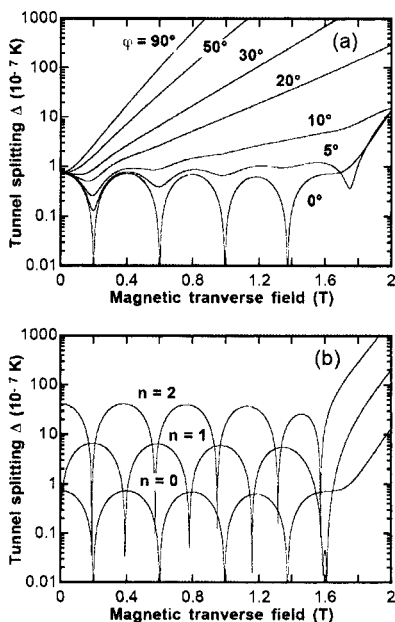 1000
100
10
1
0.1
0.01
Tunnel splitting Δ (10⁻⁷ K)
φ = 90°
50°
30°
20°
10°
5°
0°
(a)
0 0.4 0.8 1.2 1.6 2
Magnetic tranverse field (T)
1000
100
10
1
0.1
0.01
Tunnel splitting Δ (10⁻⁷ K)
(b)
n = 2
n = 1
n = 0
0 0.4 0.8 1.2 1.6 2
Magnetic tranverse field (T)